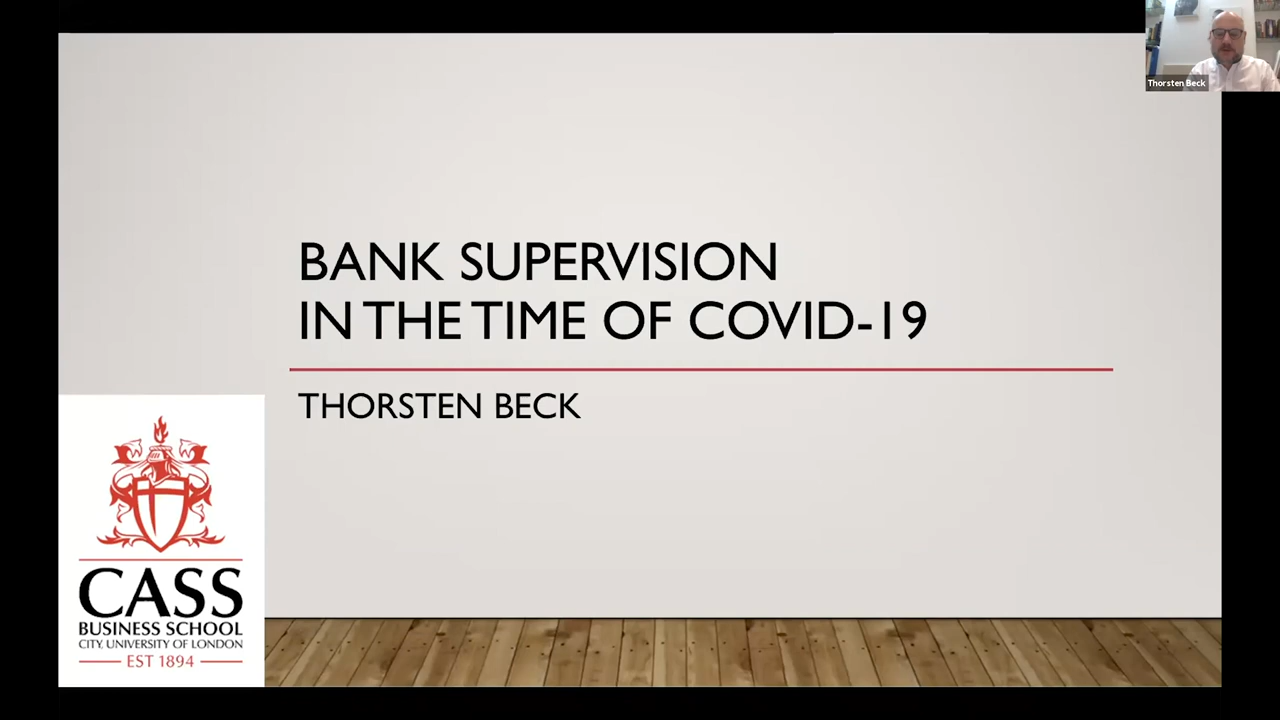 Thorsten Beck
BANK SUPERVISION
IN THE TIME OF COVID-19
THORSTEN BECK
CASS
BUSINESS SCHOOL
CITY, UNIVERSITY OF LONDON
EST 1894